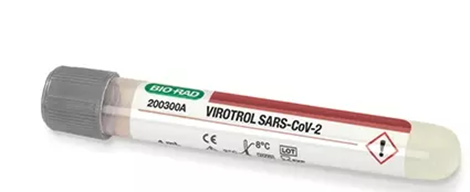 BIO-RAD
200300A
VIROTROL SARS-CoV-2
CE
8°C
LOT